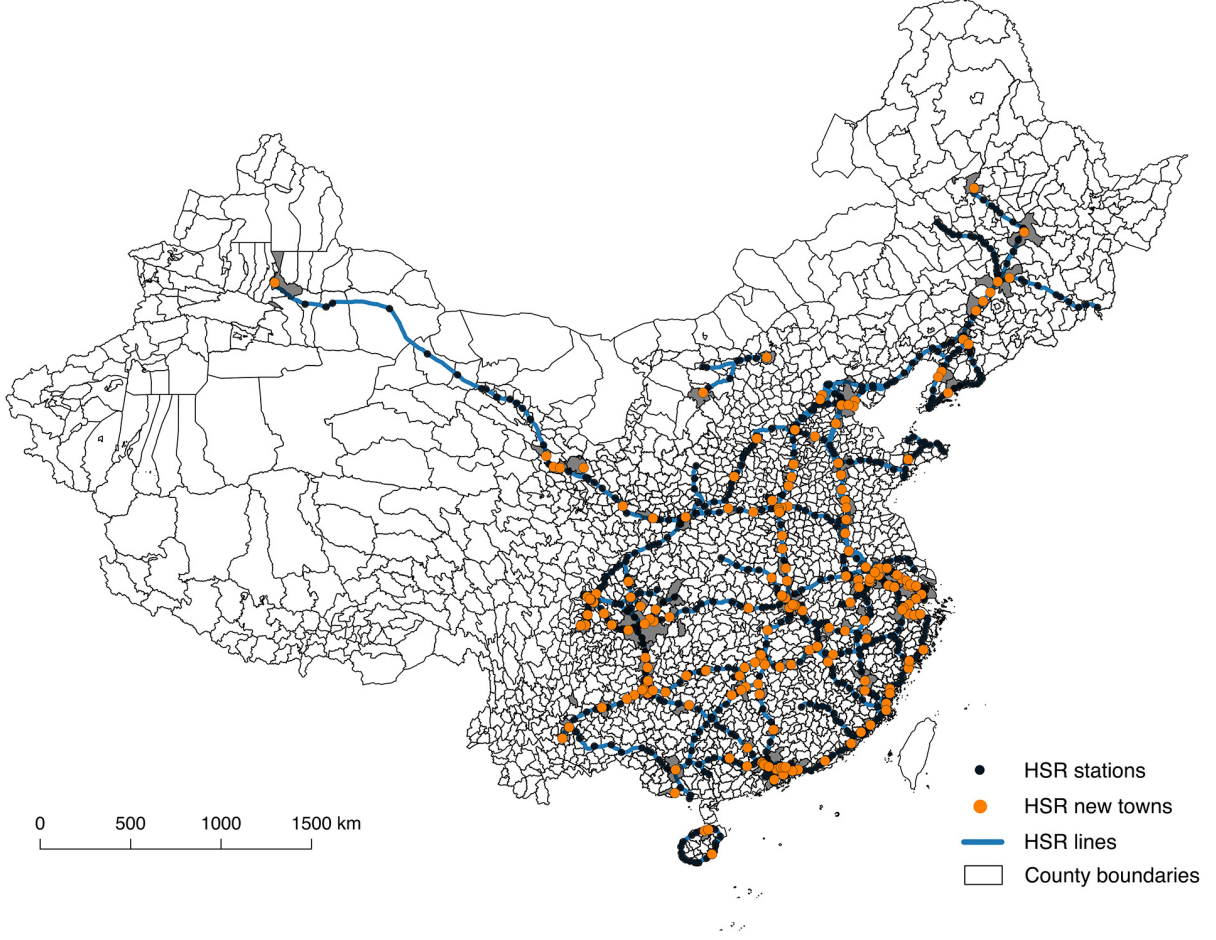 HSR stations
HSR new towns
HSR lines
County boundaries
0 500 1000 1500 km